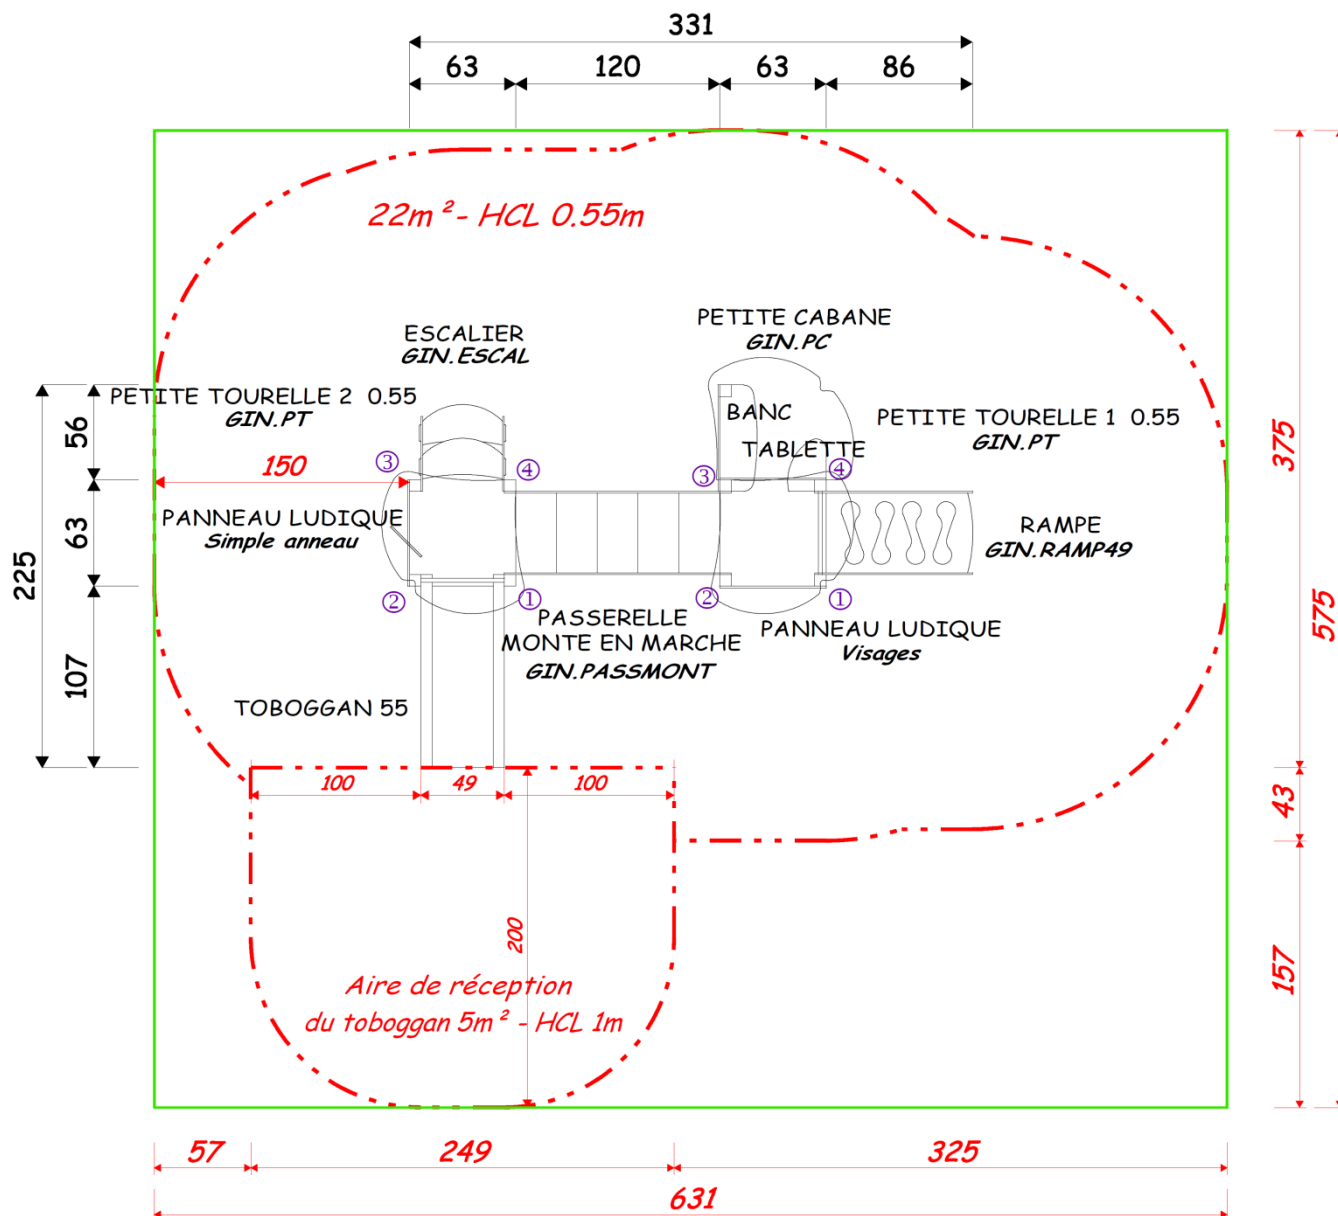 331
63 120 63 86
22m² - HCL 0.55m
ESCALIER
GIN.ESCAL
PETITE CABANE
GIN.PC
PETITE TOURELLE 2 0.55
GIN.PT
BANC
TABLETTE
PETITE TOURELLE 1 0.55
GIN.PT
56
63
107
225
150
③ ④ ③ ④
PANNEAU LUDIQUE
Simple anneau
RAMPE
GIN.RAMP49
② ① ② ①
PASSERELLE
MONTE EN MARCHE
GIN.PASSMONT
PANNEAU LUDIQUE
Visages
TOBOGGAN 55
100 49 100
200
Aire de réception
du toboggan 5m² - HCL 1m
375
43
157
575
57 249 325
631